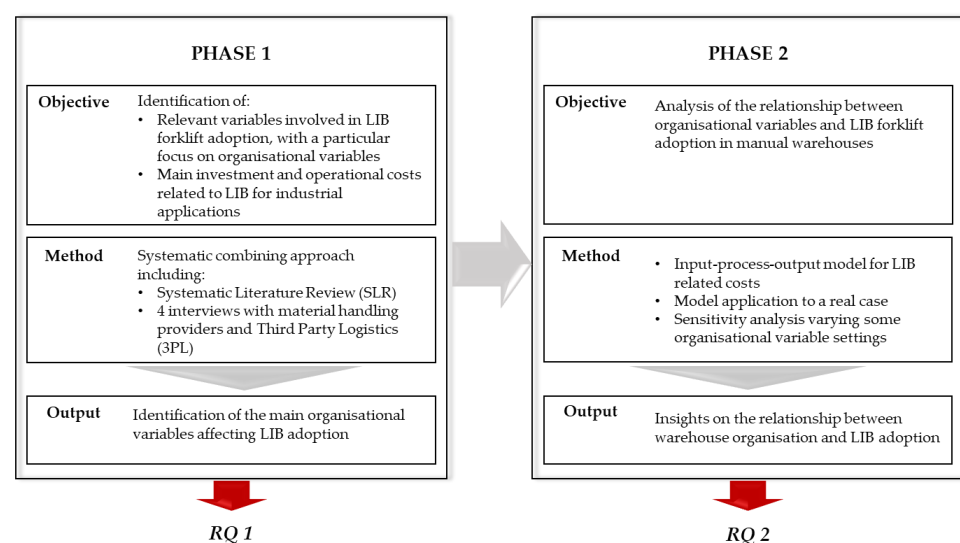 PHASE 1
Objective
Identification of:
• Relevant variables involved in LIB
forklift adoption, with a particular
focus on organisational variables
• Main investment and operational costs
related to LIB for industrial
applications
Method
Systematic combining approach
including:
• Systematic Literature Review (SLR)
• 4 interviews with material handling
providers and Third Party Logistics
(3PL)
Output
Identification of the main organisational
variables affecting LIB adoption
RQ 1
PHASE 2
Objective
Analysis of the relationship between
organisational variables and LIB forklift
adoption in manual warehouses
Method
• Input-process-output model for LIB
related costs
• Model application to a real case
• Sensitivity analysis varying some
organisational variable settings
Output
Insights on the relationship between
warehouse organisation and LIB adoption
RQ 2